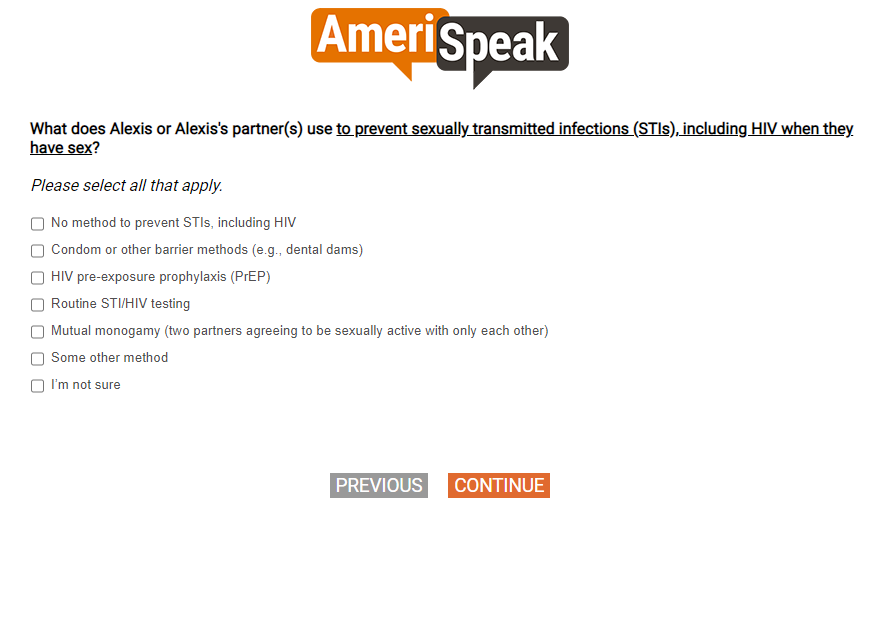 AmeriSpeak
What does Alexis or Alexis's partner(s) use to prevent sexually transmitted infections (STIs), including HIV when they
have sex?
Please select all that apply.
No method to prevent STIs, including HIV
Condom or other barrier methods (e.g., dental dams)
HIV pre-exposure prophylaxis (PrEP)
Routine STI/HIV testing
Mutual monogamy (two partners agreeing to be sexually active with only each other)
Some other method
I'm not sure
PREVIOUS CONTINUE